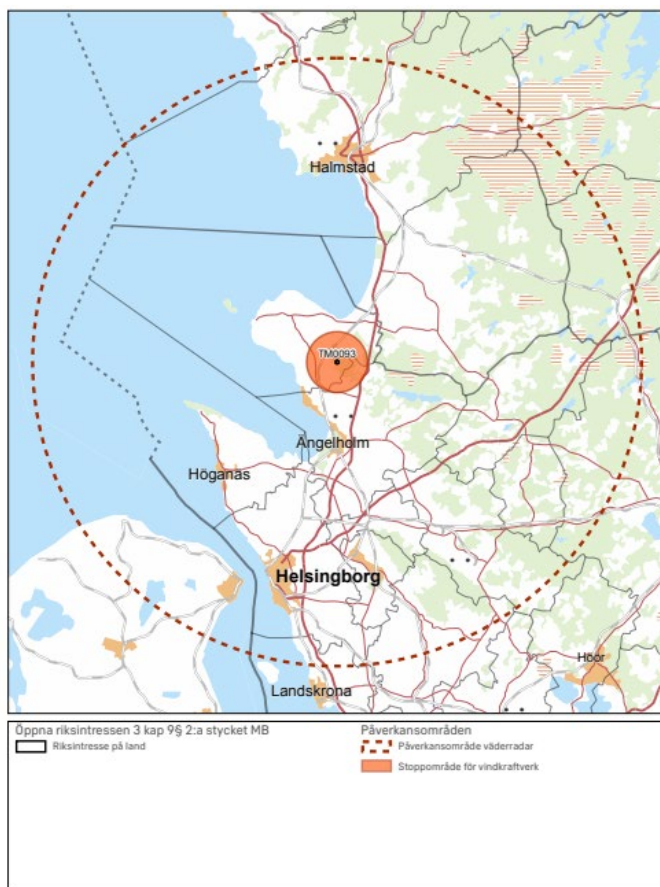 Halmstad
TM0093
Ängelholm
Höganäs
Helsingborg
Höör
Landskrona
Öppna riksintressen 3 kap 9§ 2:a stycket MB
Riksintresse på land
Påverkansområden
Påverkansområde väderradar
Stoppområde för vindkraftverk